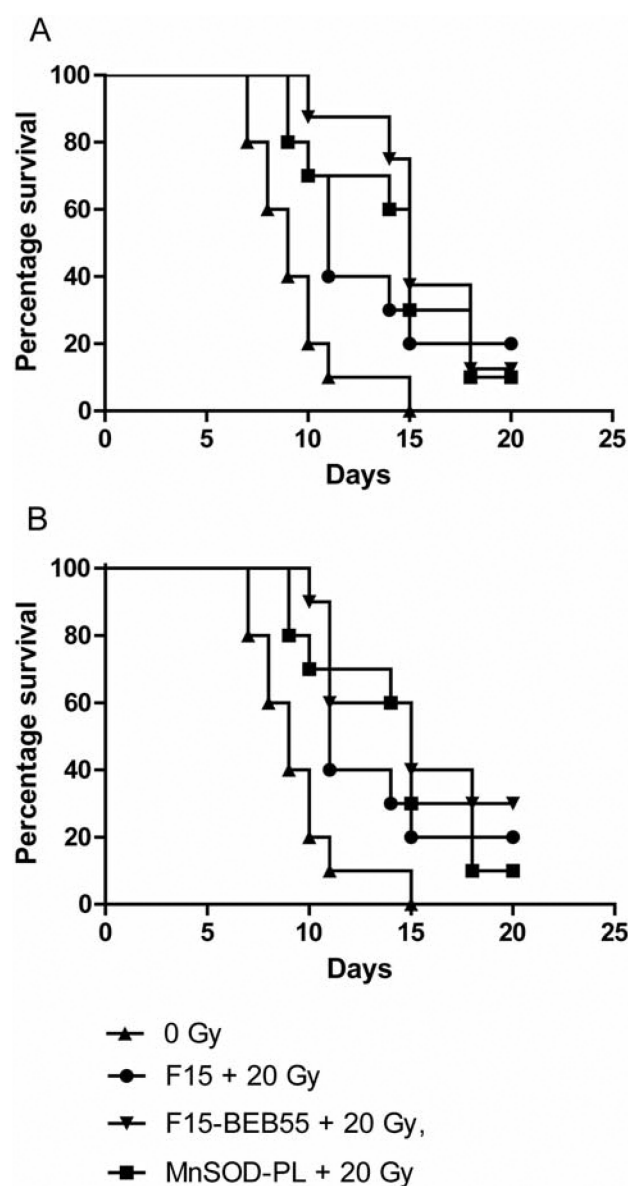 A
Percentage survival
100
80
60
40
20
0
0 5 10 15 20 25
Days
B
Percentage survival
100
80
60
40
20
0
0 5 10 15 20 25
Days
0 Gy
F15 + 20 Gy
F15-BEB55 + 20 Gy,
MnSOD-PL + 20 Gy